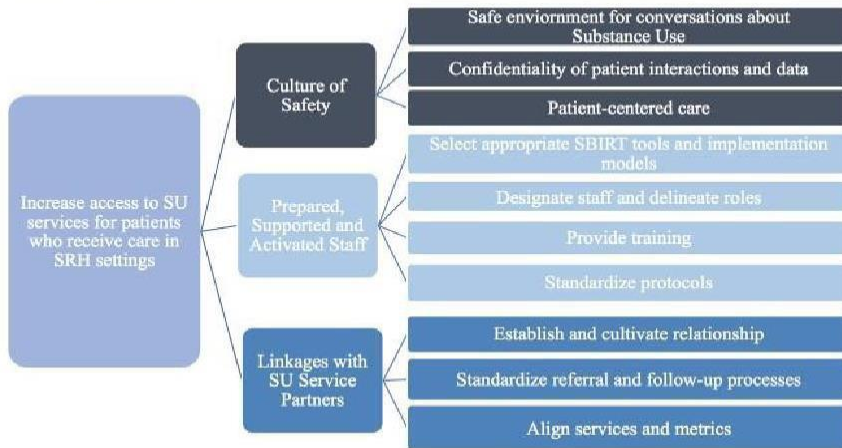 Increase access to SU
services for patients
who receive care in
SRH settings
Culture of
Safety
Safe enviornment for conversations about
Substance Use
Confidentiality of patient interactions and data
Patient-centered care
Prepared,
Supported and
Activated Staff
Select appropriate SBIRT tools and implementation
models
Designate staff and delineate roles
Provide training
Standardize protocols
Linkages with
SU Service
Partners
Establish and cultivate relationship
Standardize referral and follow-up processes
Align services and metrics